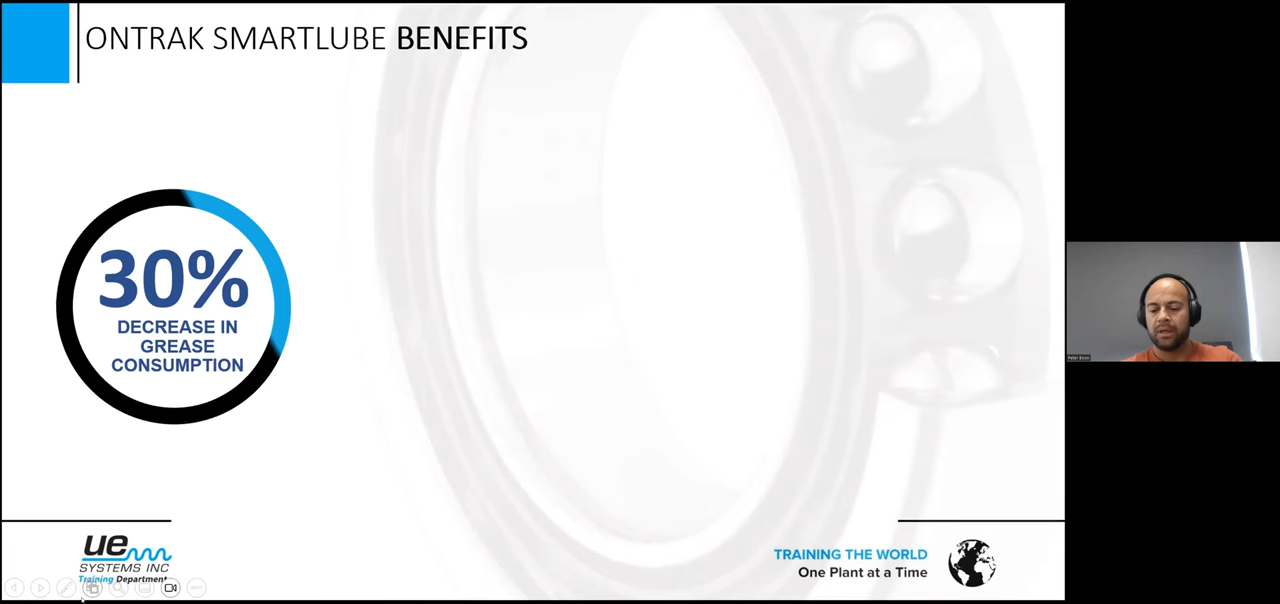 ONTRAK SMARTLUBE BENEFITS
30%
DECREASE IN
GREASE
CONSUMPTION
ue
SYSTEMS INC
Training Department
TRAINING THE WORLD
One Plant at a Time